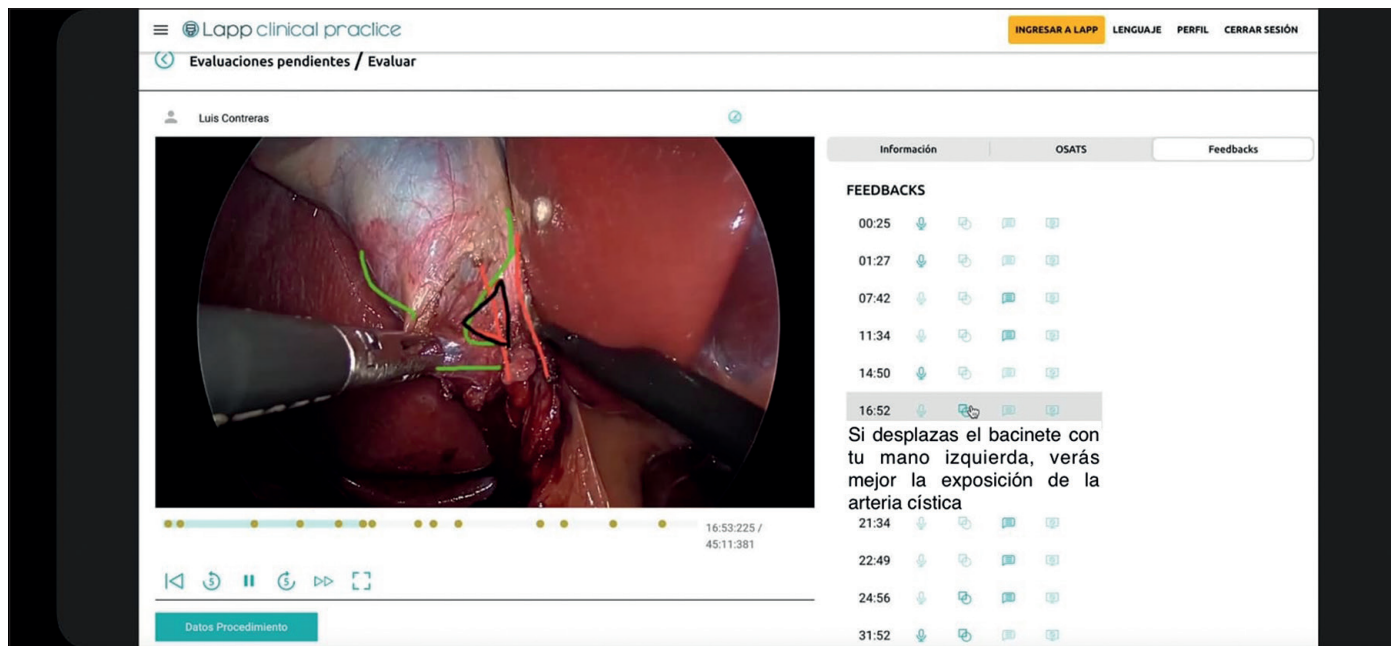 Lapp clinical practice
INGRESAR A LAPP LENGUAJE PERFIL CERRAR SESIÓN
Evaluaciones pendientes / Evaluar
Luis Contreras
Información OSATS Feedbacks
FEEDBACKS
00:25
01:27
07:42
11:34
14:50
16:52
Si desplazas el bacinete con
tu mano izquierda, verás
mejor la exposición de la
arteria cística
21:34
22:49
24:56
31:52
16:53:225 /
45:11:381
5 5
Datos Procedimiento